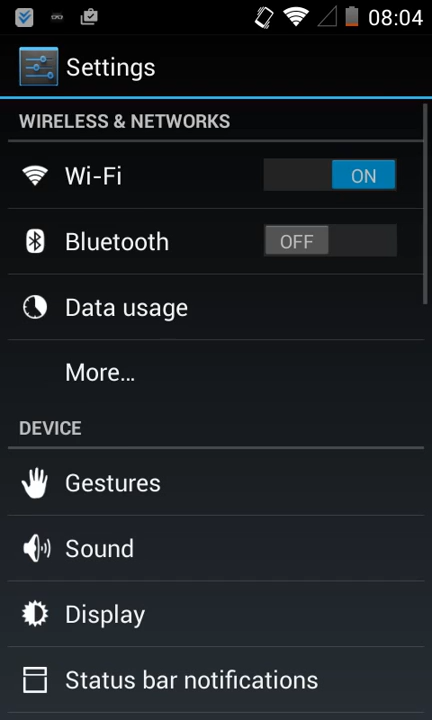 08:04
Settings
WIRELESS & NETWORKS
Wi-Fi ON
Bluetooth OFF
Data usage
More...
DEVICE
Gestures
Sound
Display
Status bar notifications